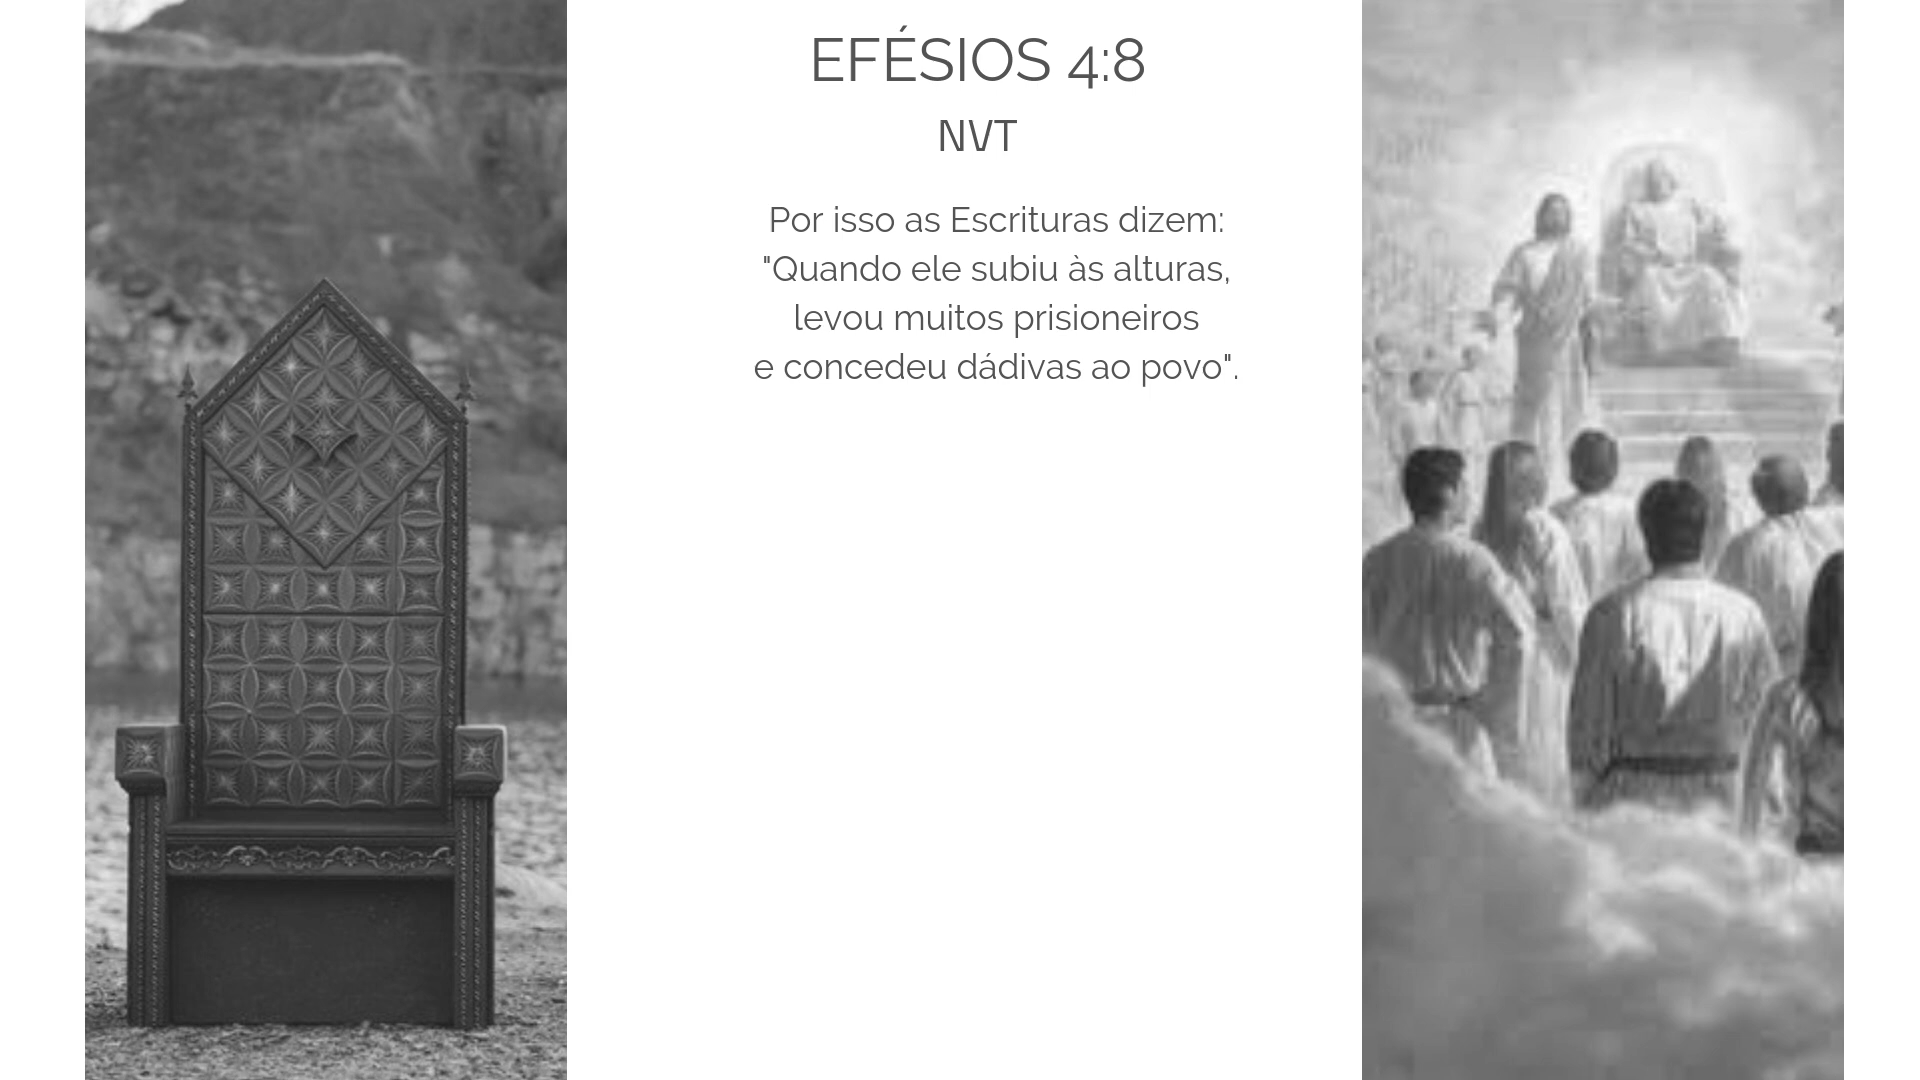 EFÉSIOS 4:8
NVT
Por isso as Escrituras dizem:
"Quando ele subiu às alturas,
levou muitos prisioneiros
e concedeu dádivas ao povo".